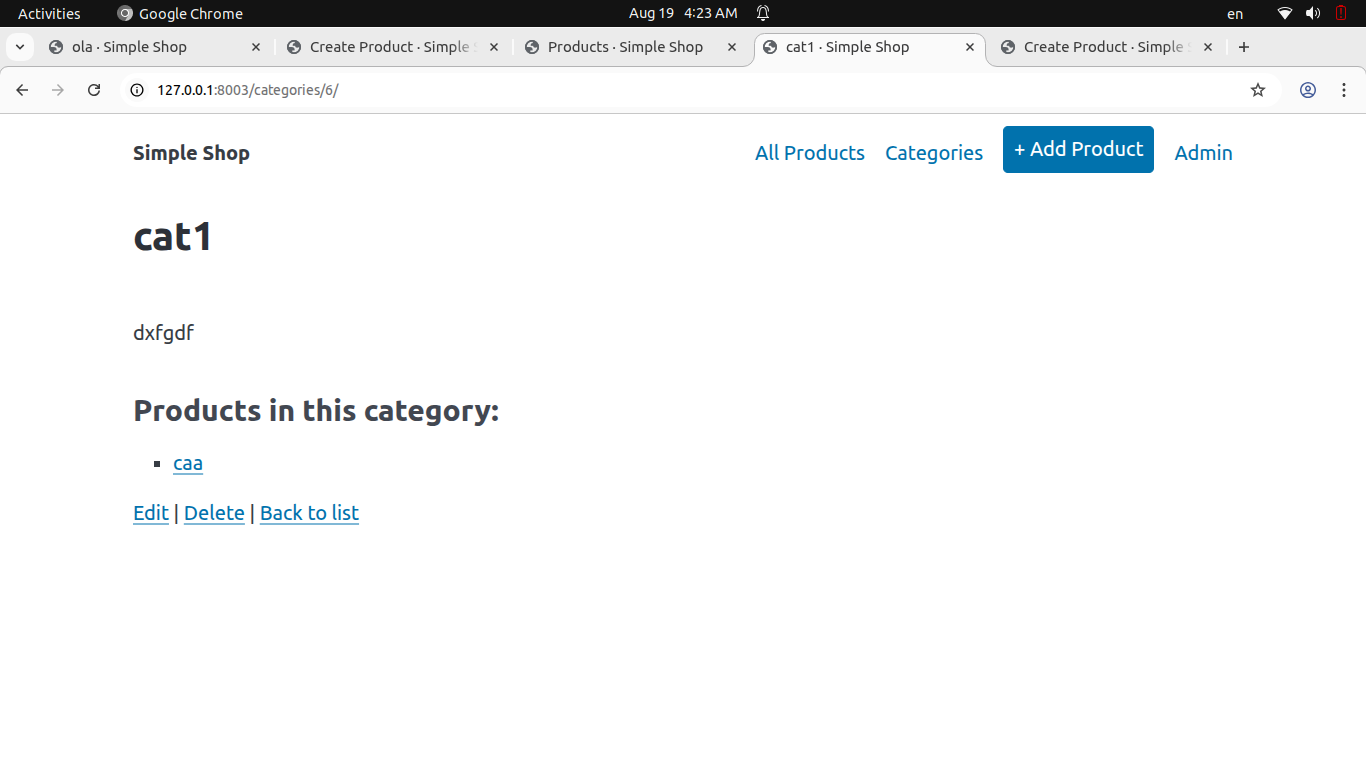 Activities Google Chrome Aug 19 4:23 AM en
ola · Simple Shop Create Product · Simple Products · Simple Shop cat1 · Simple Shop Create Product · Simple
127.0.0.1:8003/categories/6/
Simple Shop All Products Categories + Add Product Admin
cat1
dxfgdf
Products in this category:
caa
Edit | Delete | Back to list